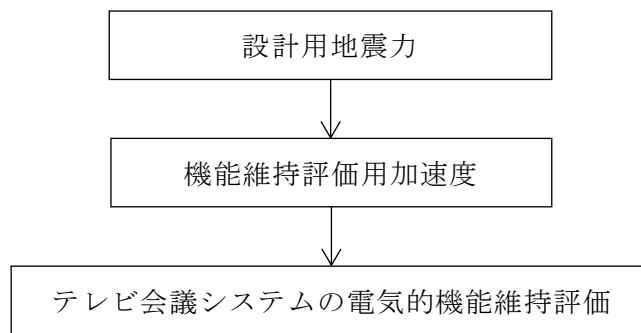 設計用地震力
機能維持評価用加速度
テレビ会議システムの電気的機能維持評価